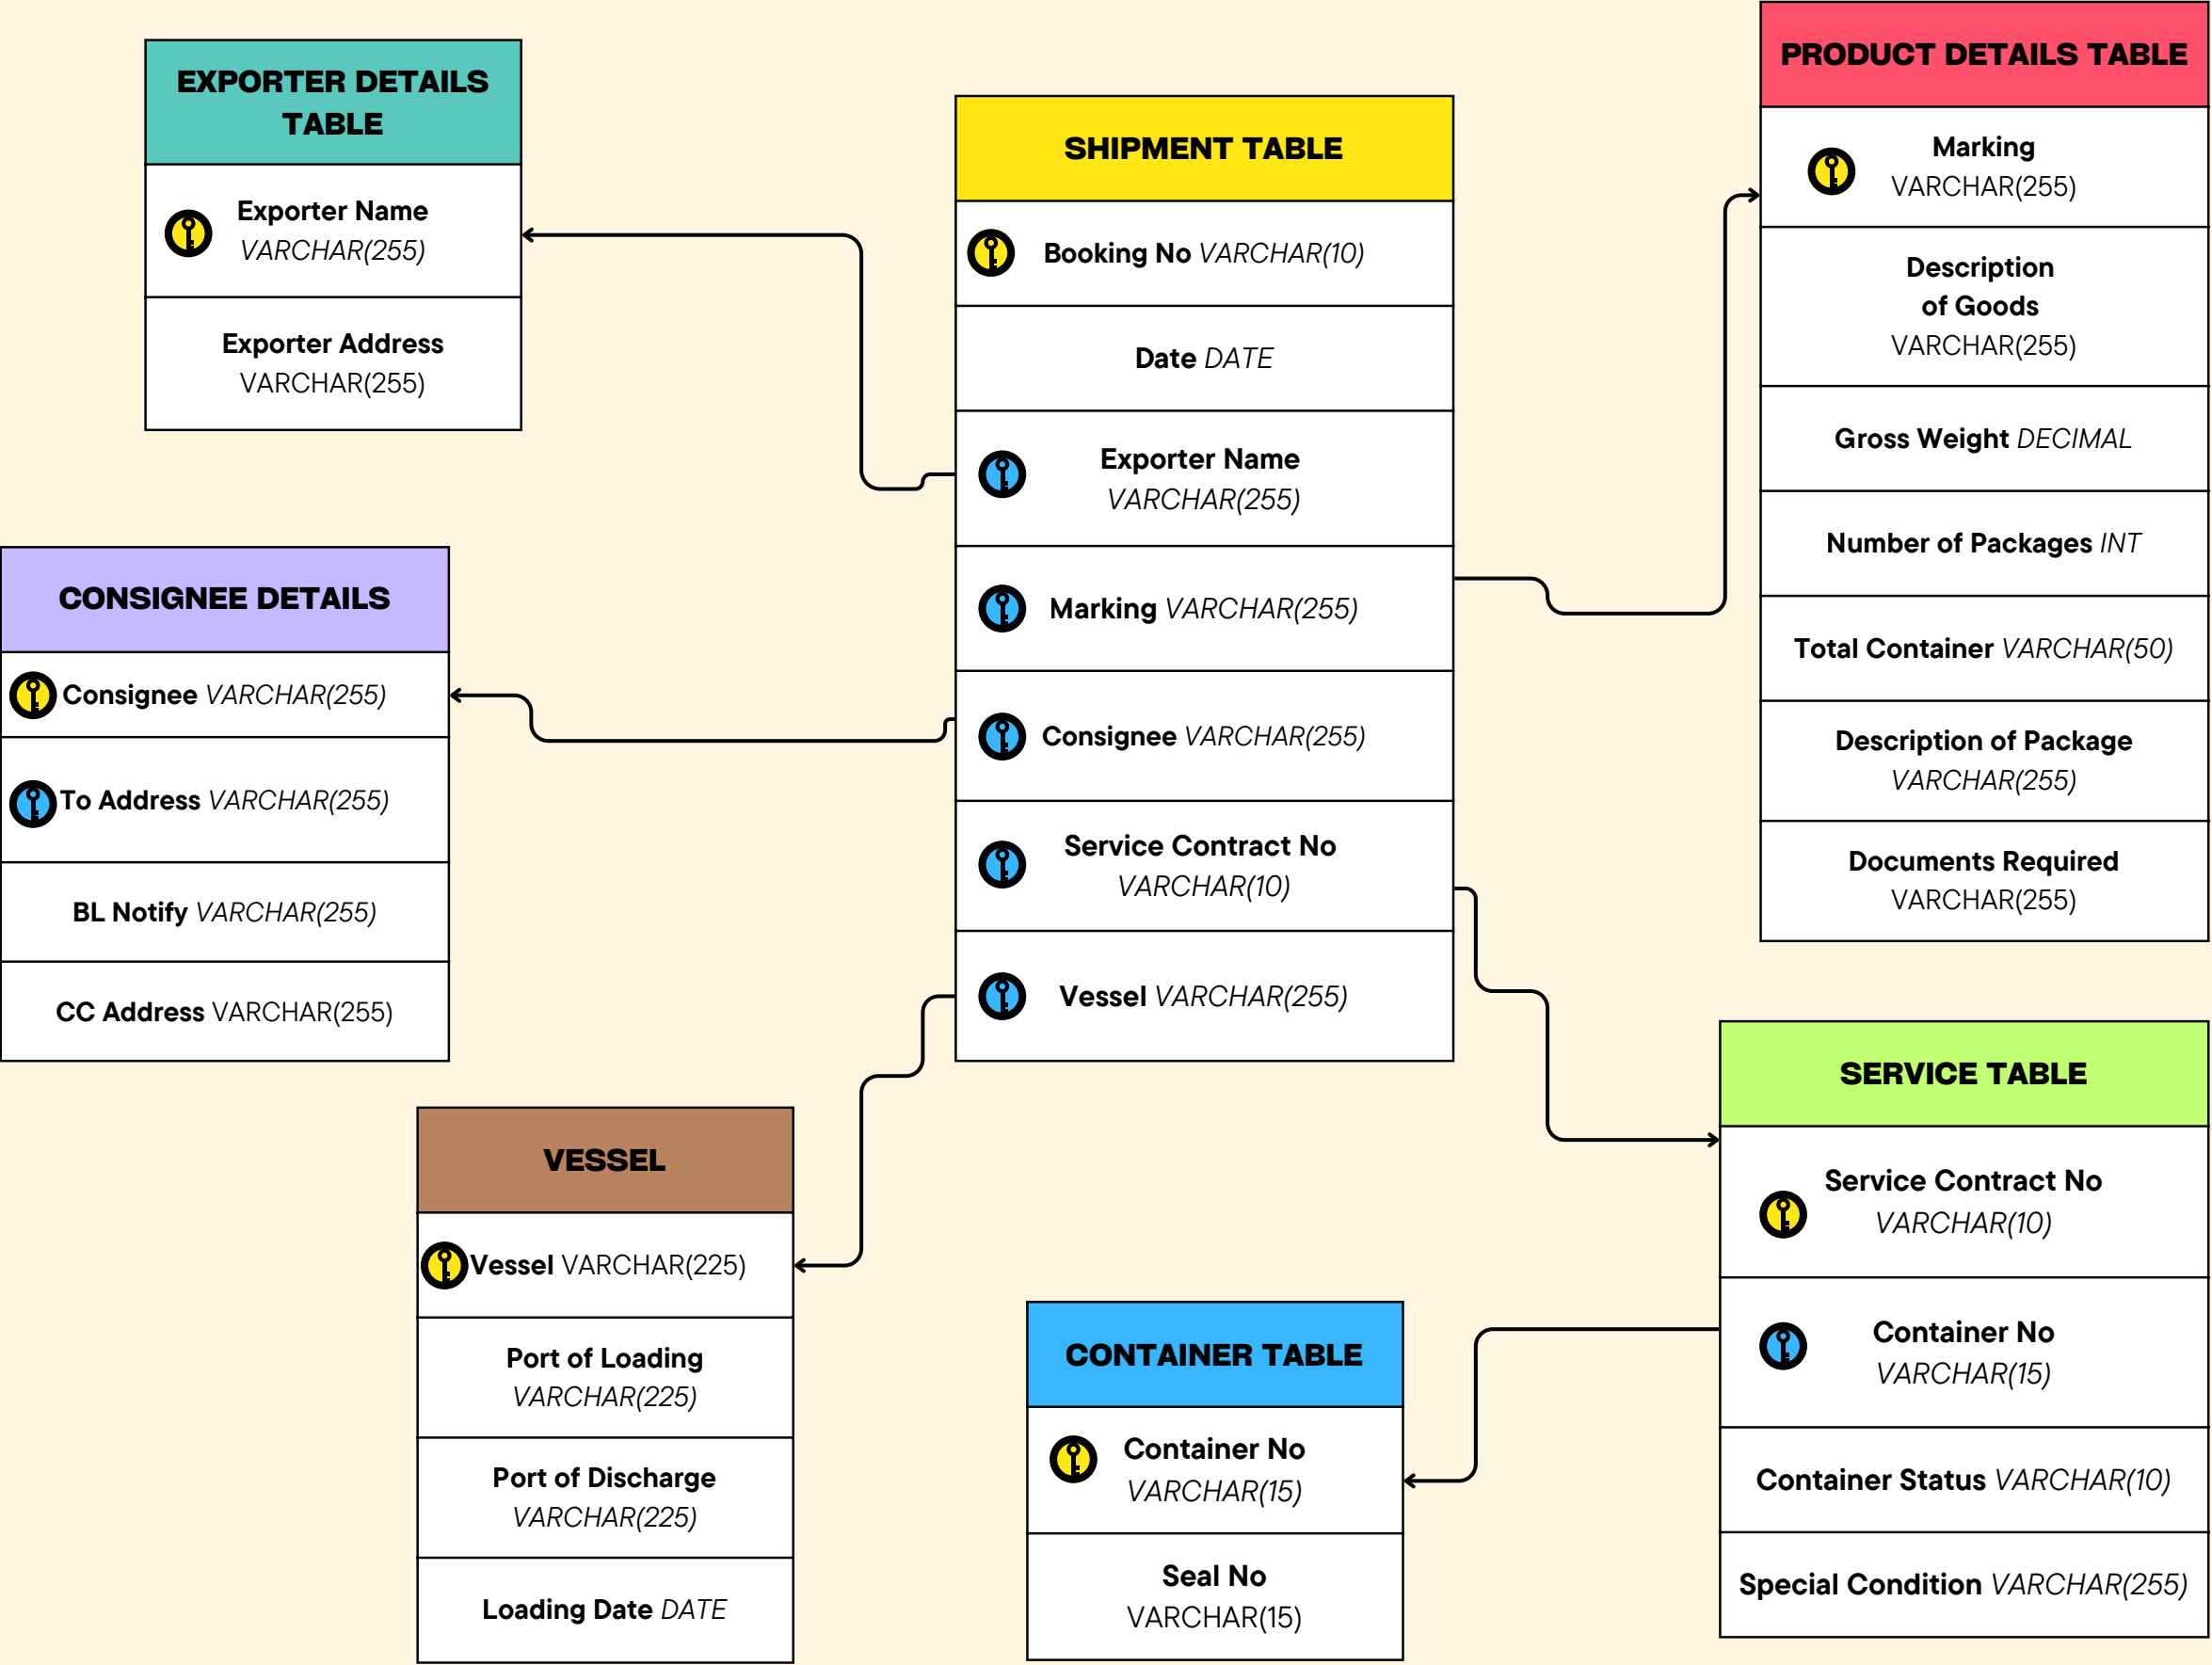 EXPORTER DETAILS
TABLE
Exporter Name
VARCHAR(255)
Exporter Address
VARCHAR(255)
CONSIGNEE DETAILS
Consignee VARCHAR(255)
To Address VARCHAR(255)
BL Notify VARCHAR(255)
CC Address VARCHAR(255)
SHIPMENT TABLE
Booking No VARCHAR(10)
Date DATE
Exporter Name
VARCHAR(255)
Marking VARCHAR(255)
Consignee VARCHAR(255)
Service Contract No
VARCHAR(10)
Vessel VARCHAR(255)
PRODUCT DETAILS TABLE
Marking
VARCHAR(255)
Description
of Goods
VARCHAR(255)
Gross Weight DECIMAL
Number of Packages INT
Total Container VARCHAR(50)
Description of Package
VARCHAR(255)
Documents Required
VARCHAR(255)
VESSEL
Vessel VARCHAR(225)
Port of Loading
VARCHAR(225)
Port of Discharge
VARCHAR(225)
Loading Date DATE
CONTAINER TABLE
Container No
VARCHAR(15)
Seal No
VARCHAR(15)
SERVICE TABLE
Service Contract No
VARCHAR(10)
Container No
VARCHAR(15)
Container Status VARCHAR(10)
Special Condition VARCHAR(255)